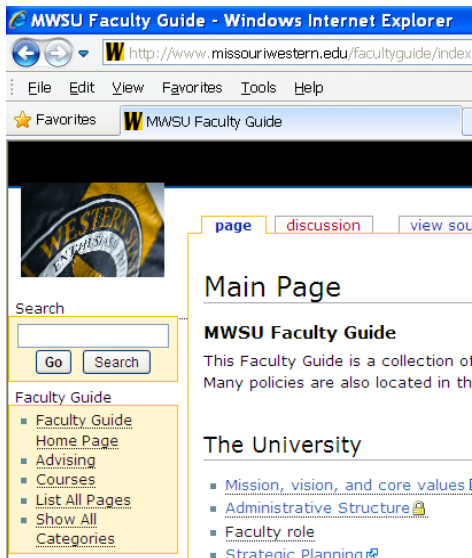 MWSU Faculty Guide - Windows Internet Explorer
W http://www.missouriwestern.edu/facultyguide/index
File Edit View Favorites Tools Help
Favorites W MWSU Faculty Guide
WESTERN
page discussion view sou
Main Page
Search
MWSU Faculty Guide
Go Search
This Faculty Guide is a collection of
Many policies are also located in th
Faculty Guide
Faculty Guide
Home Page
Advising
Courses
List All Pages
Show All
Categories
The University
Mission, vision, and core values
Administrative Structure
Faculty role
Strategic Planning